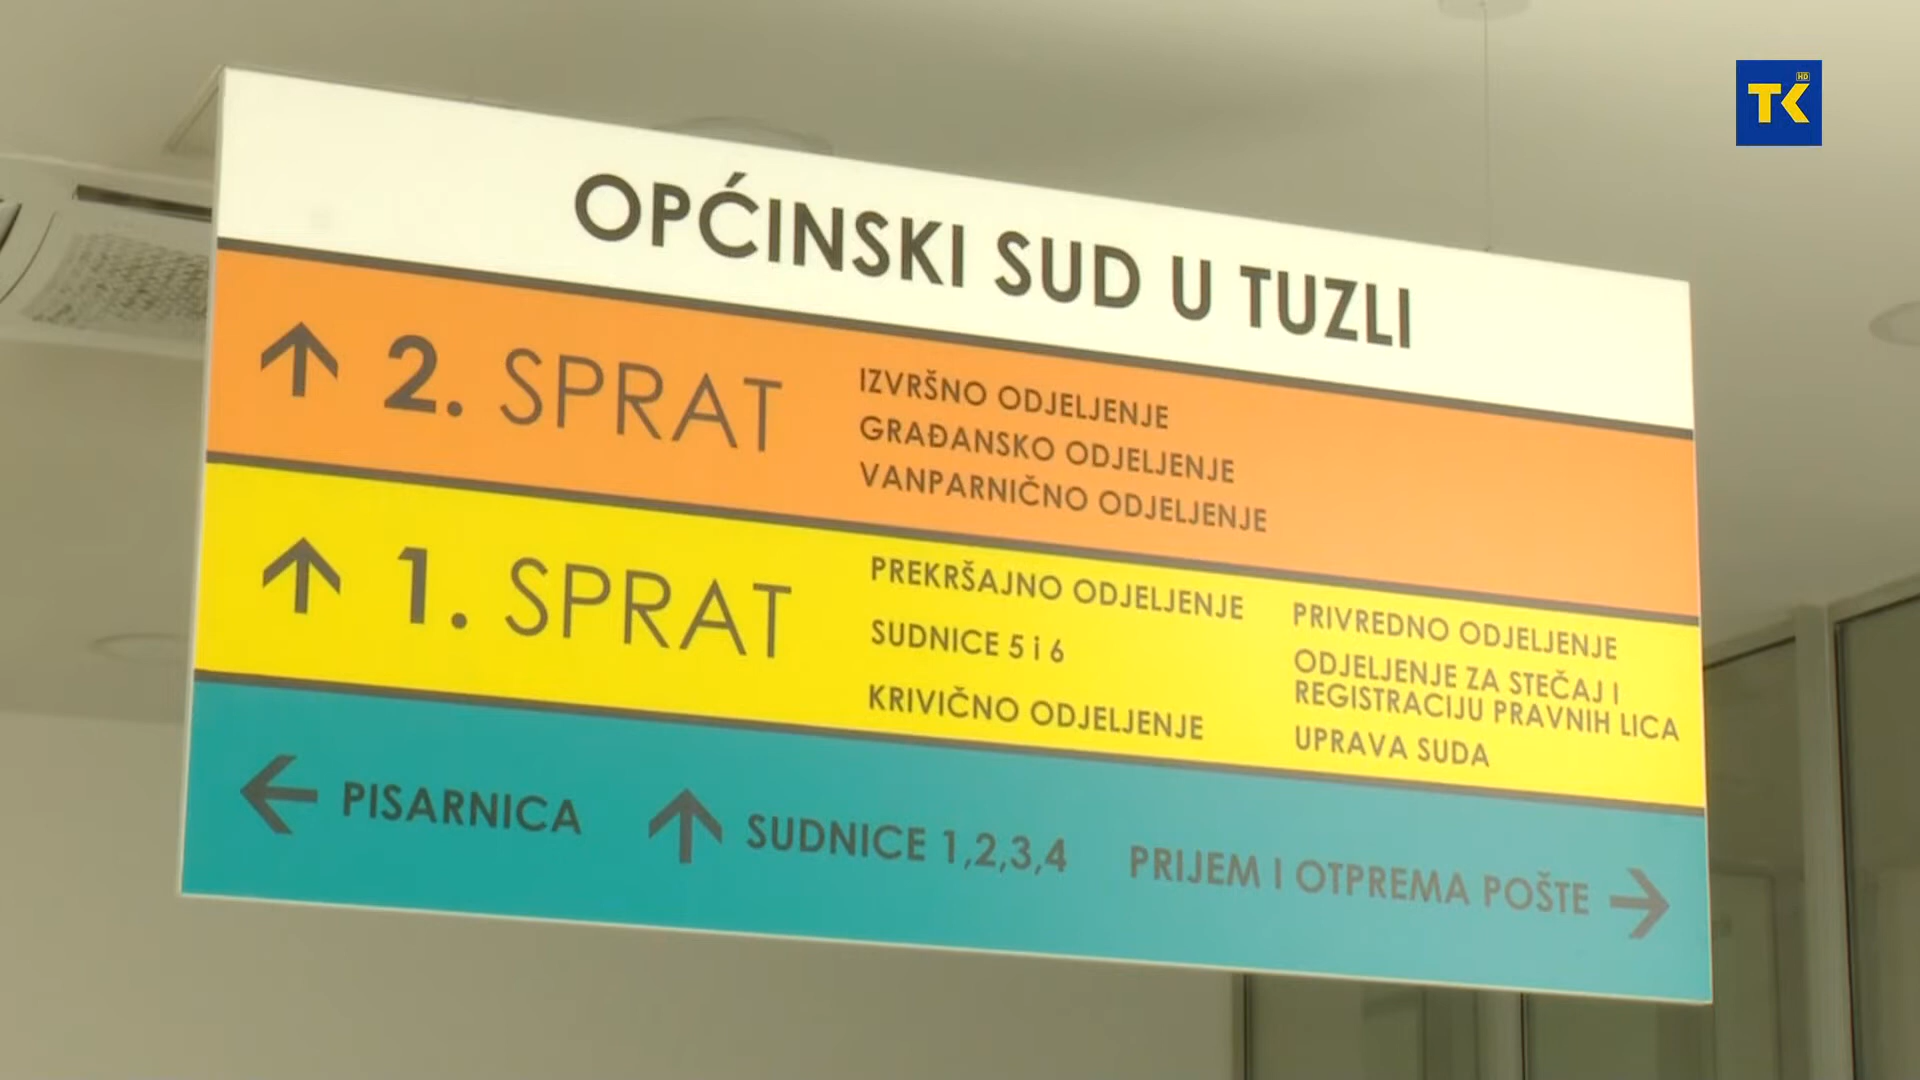 TK HD
OPĆINSKI SUD U TUZLI
2. SPRAT
IZVRŠNO ODJELJENJE
GRAĐANSKO ODJELJENJE
VANPARNIČNO ODJELJENJE
1. SPRAT
PREKRŠAJNO ODJELJENJE
SUDNICE 5 i 6
KRIVIČNO ODJELJENJE
PRIVREDNO ODJELJENJE
ODJELJENJE ZA STEČAJ I
REGISTRACIJU PRAVNIH LICA
UPRAVA SUDA
← PISARNICA ↑ SUDNICE 1,2,3,4 PRIJEM I OTPREMA POŠTE →